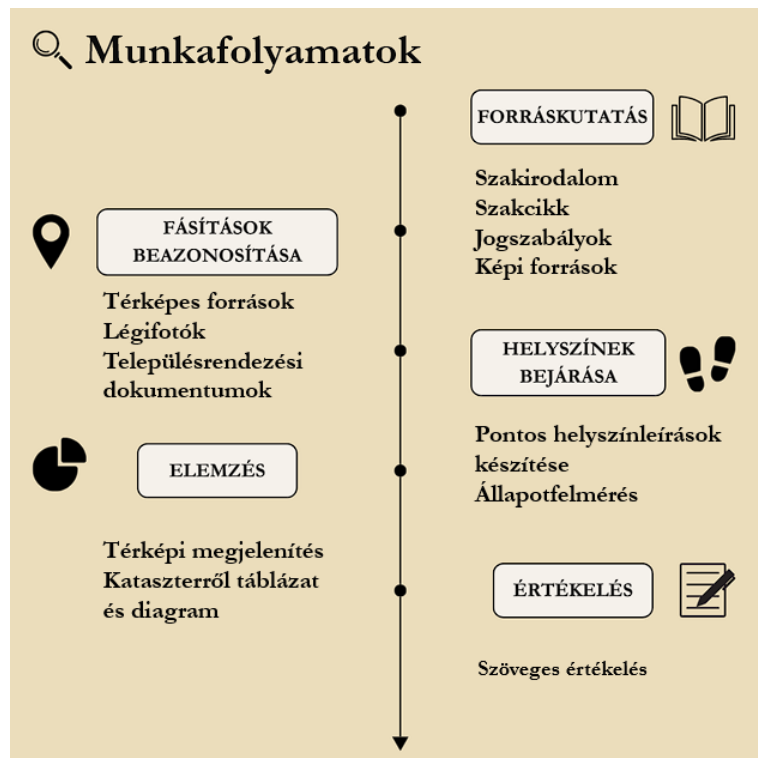 Munkafolyamatok
FORRÁSKUTATÁS
Szakirodalom
Szakcikk
Jogszabályok
Képi források
FÁSÍTÁSOK
BEAZONOSÍTÁSA
Térképes források
Légifotók
Településrendezési
dokumentumok
HELYSZÍNEK
BEJÁRÁSA
Pontos helyszínleírások
készítése
Állapotfelmérés
ELEMZÉS
Térképi megjelenítés
Kataszterről táblázat
és diagram
ÉRTÉKELÉS
Szöveges értékelés